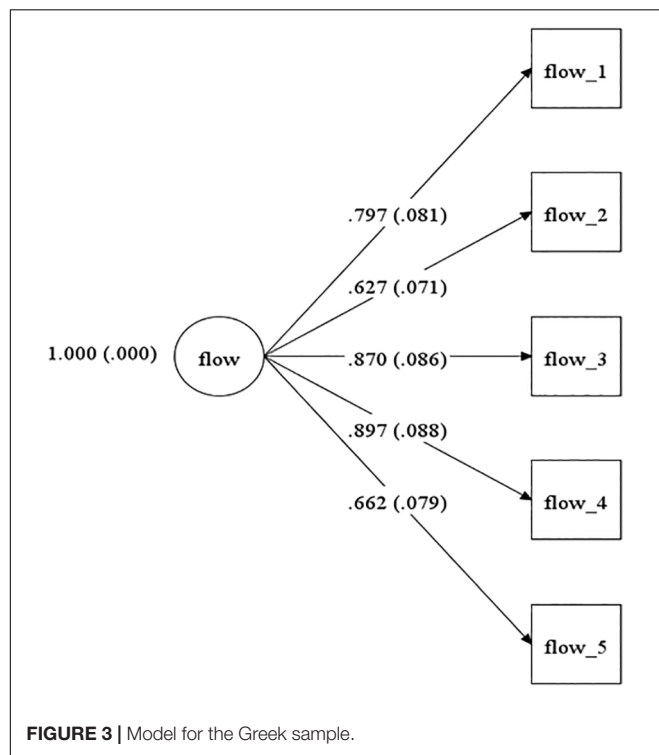 flow_1
.797 (.081)
flow_2
.627 (.071)
1.000 (.000)
flow
.870 (.086)
flow_3
.897 (.088)
flow_4
.662 (.079)
flow_5
FIGURE 3 | Model for the Greek sample.